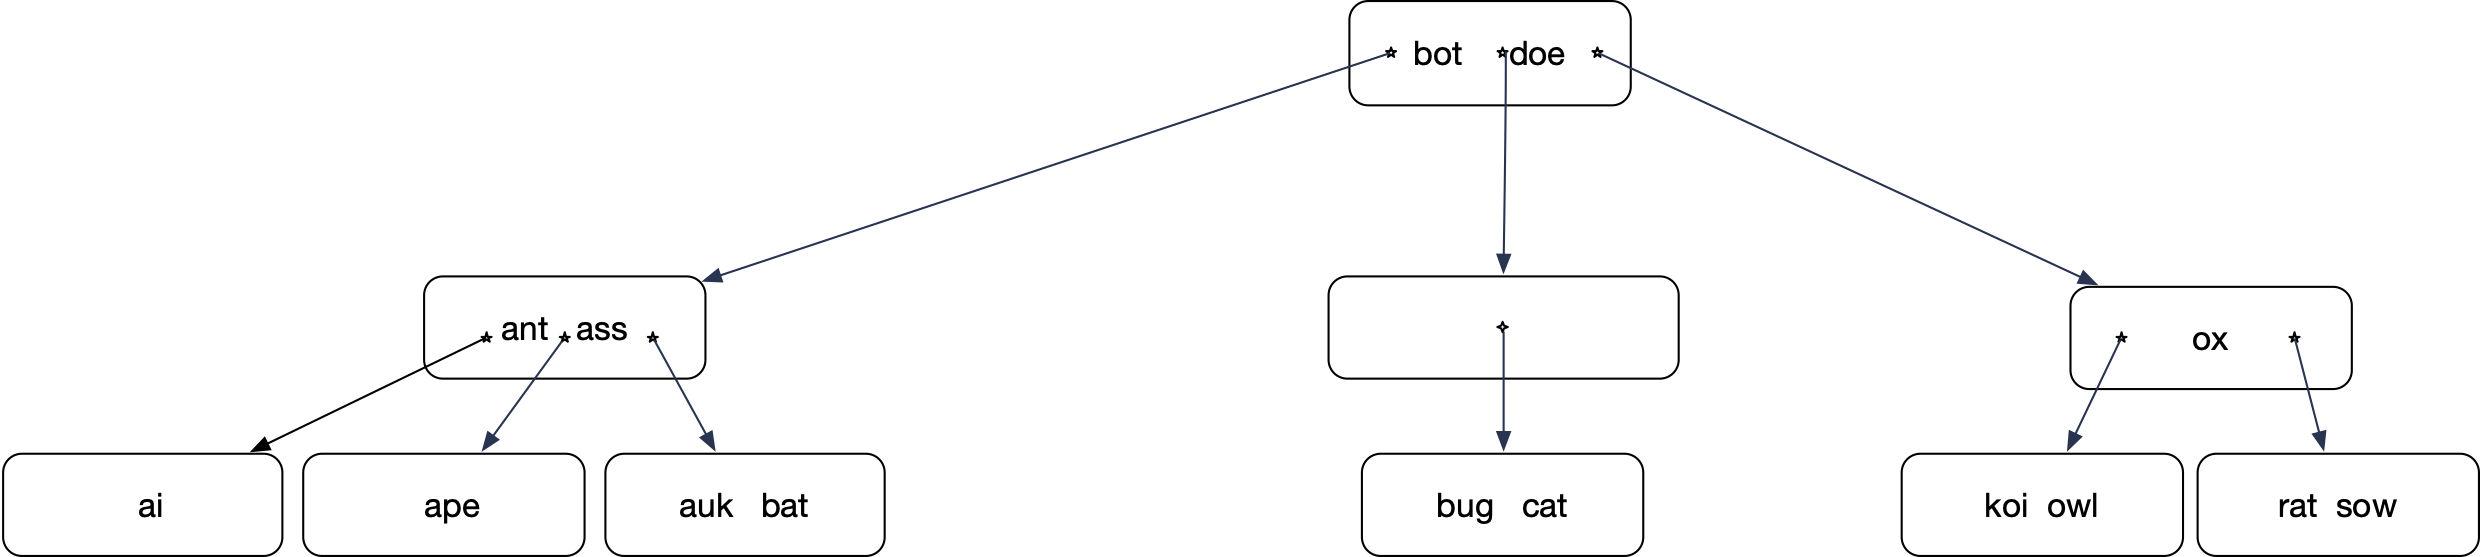 bot doe
ant ass
ox
ai
ape
auk bat
bug cat
koi owl
rat sow